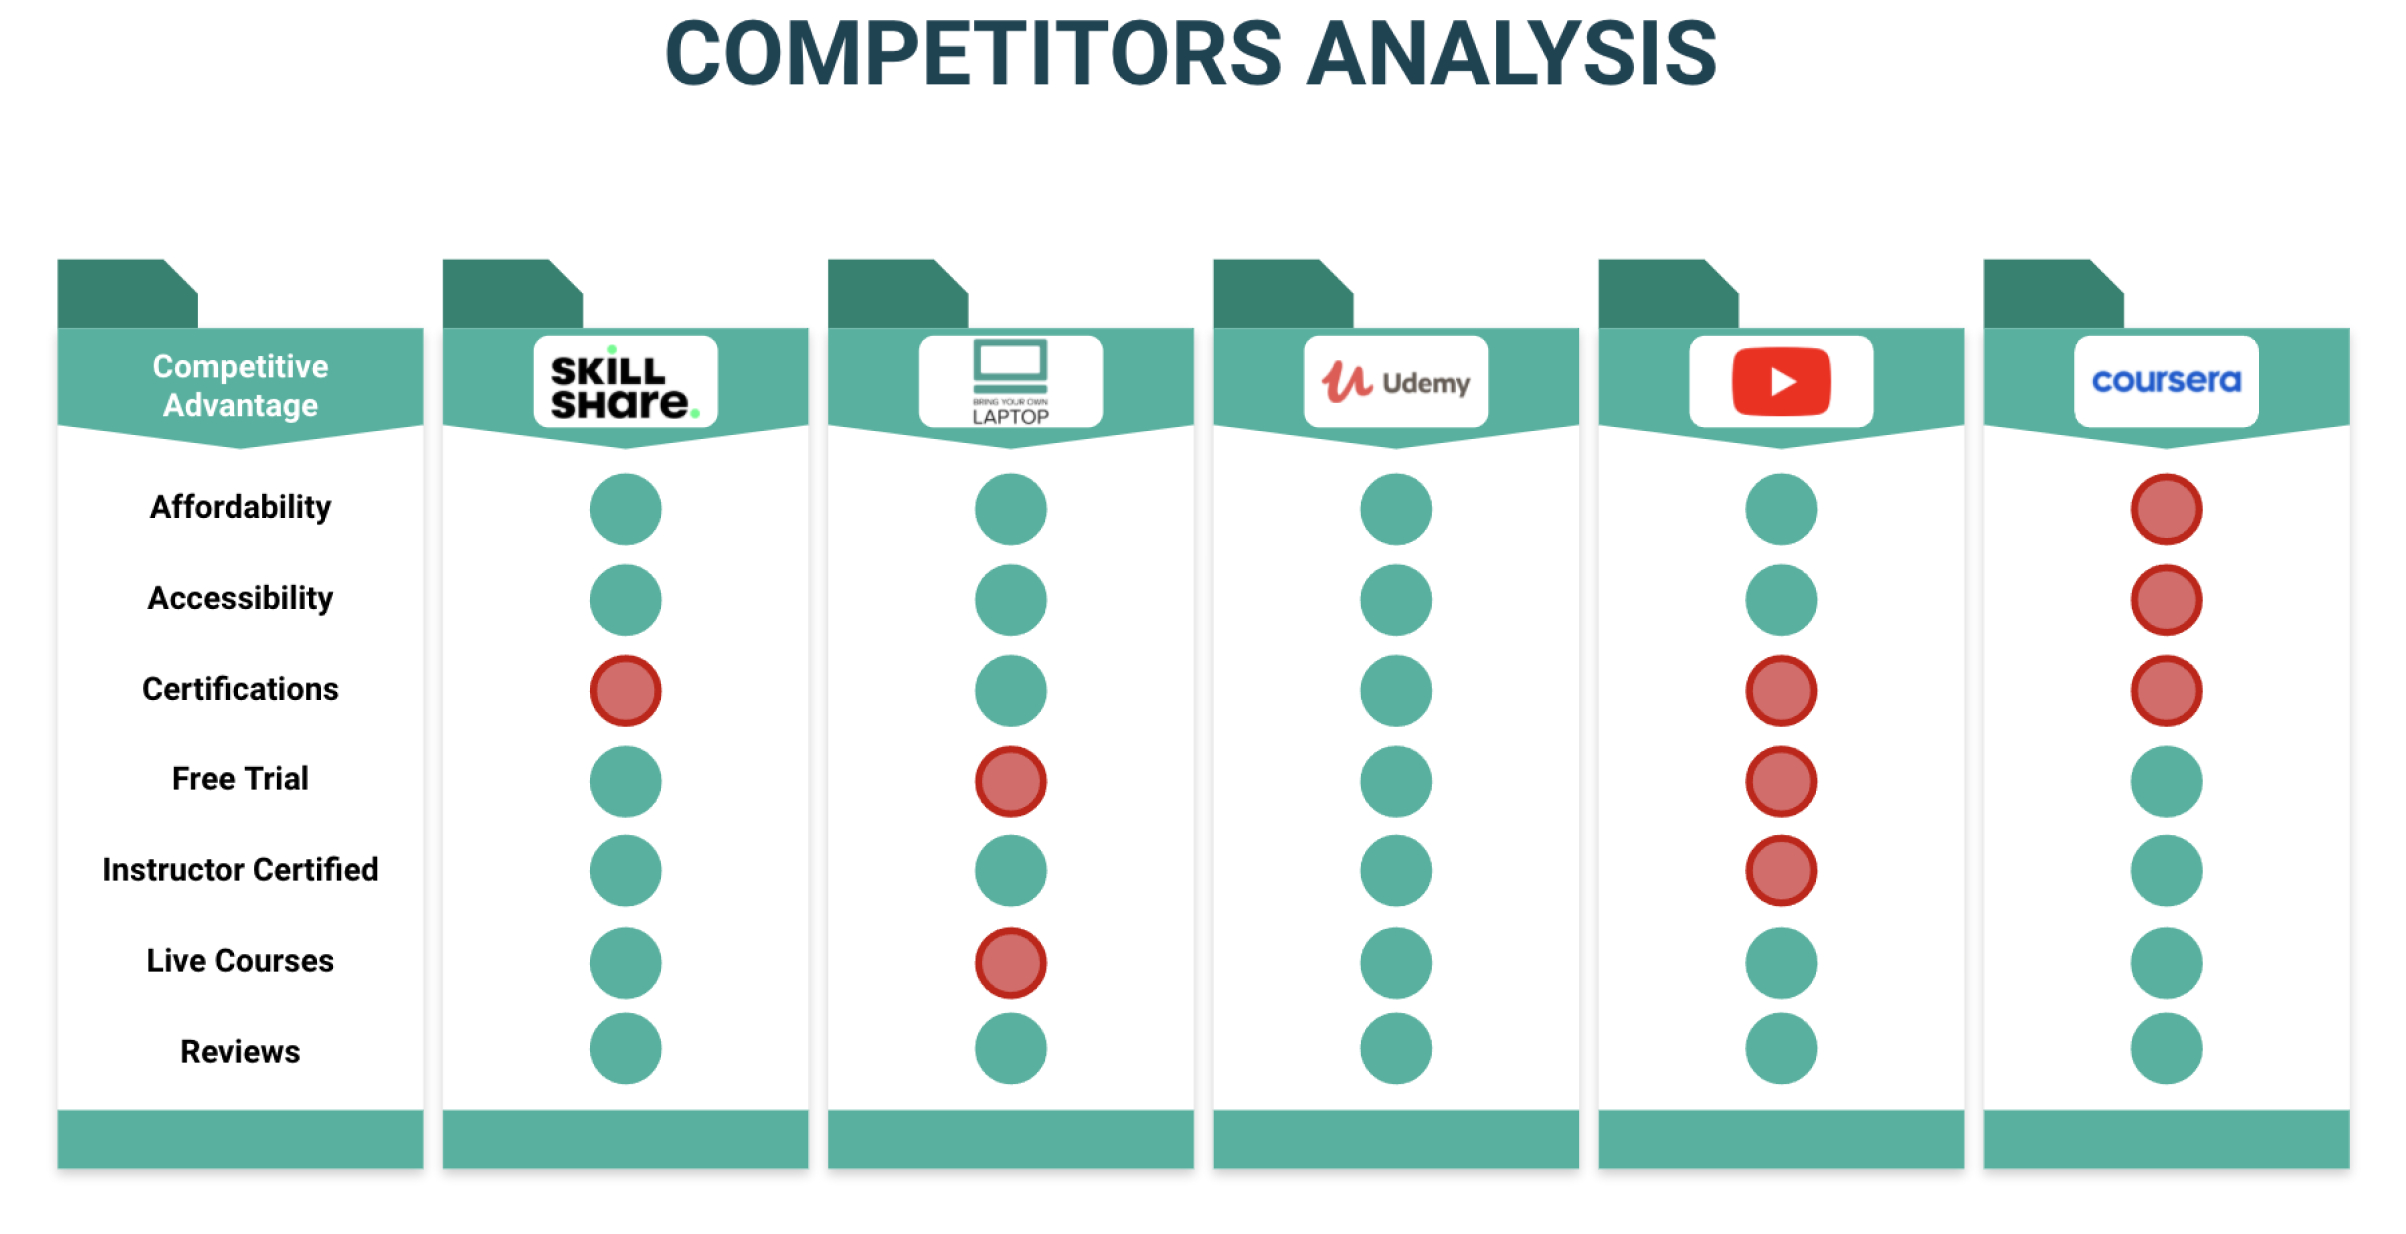 COMPETITORS ANALYSIS
Competitive
Advantage
SKILL
SHare.
BRING YOUR OWN
LAPTOP
Udemy
coursera
Affordability
Accessibility
Certifications
Free Trial
Instructor Certified
Live Courses
Reviews